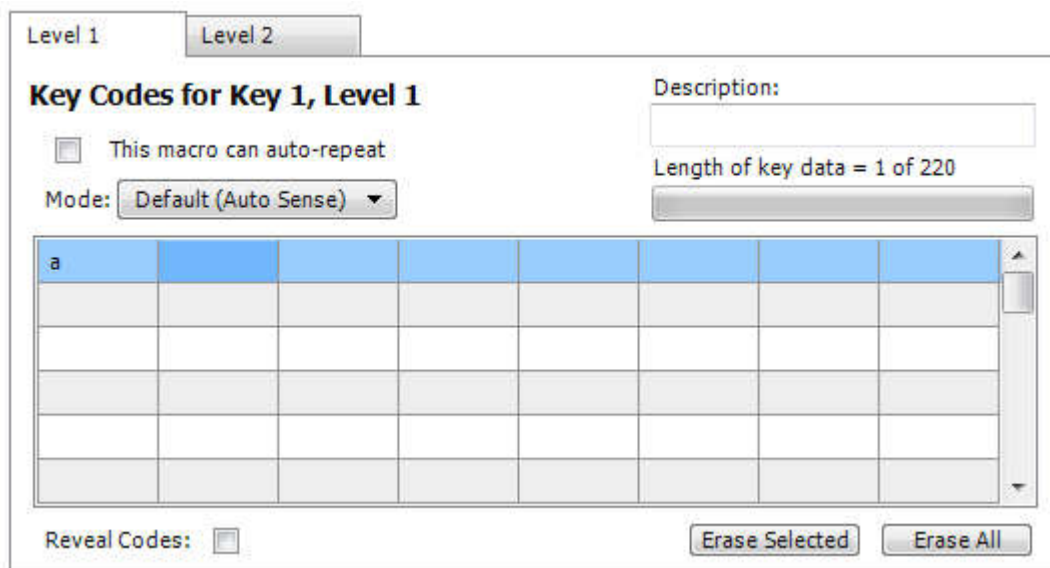 Level 1
Level 2
Key Codes for Key 1, Level 1
Description:
This macro can auto-repeat
Length of key data = 1 of 220
Mode: Default (Auto Sense)
a
Reveal Codes:
Erase Selected
Erase All